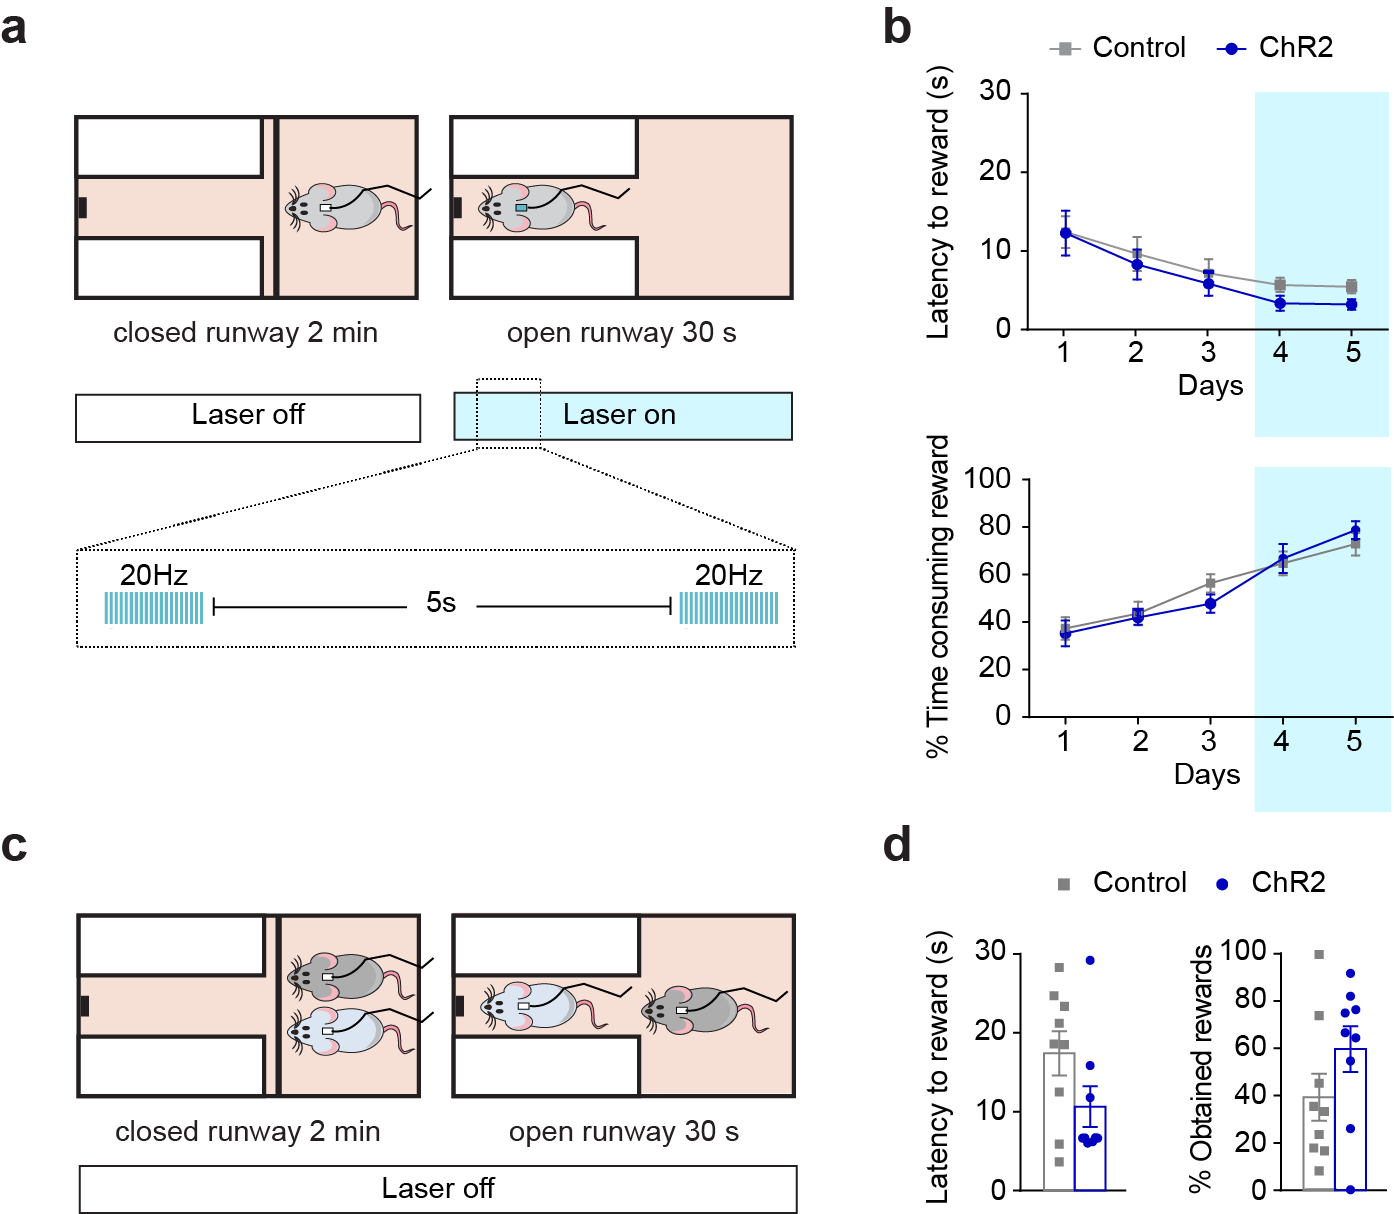 a
closed runway 2 min
open runway 30 s
Laser off
Laser on
20Hz
5s
20Hz
b
Control
ChR2
Latency to reward (s)
30
20
10
0
1 2 3 4 5
Days
% Time consuming reward
100
80
60
40
20
0
1 2 3 4 5
Days
c
closed runway 2 min
open runway 30 s
Laser off
d
Control
ChR2
Latency to reward (s)
30
20
10
0
% Obtained rewards
100
80
60
40
20
0